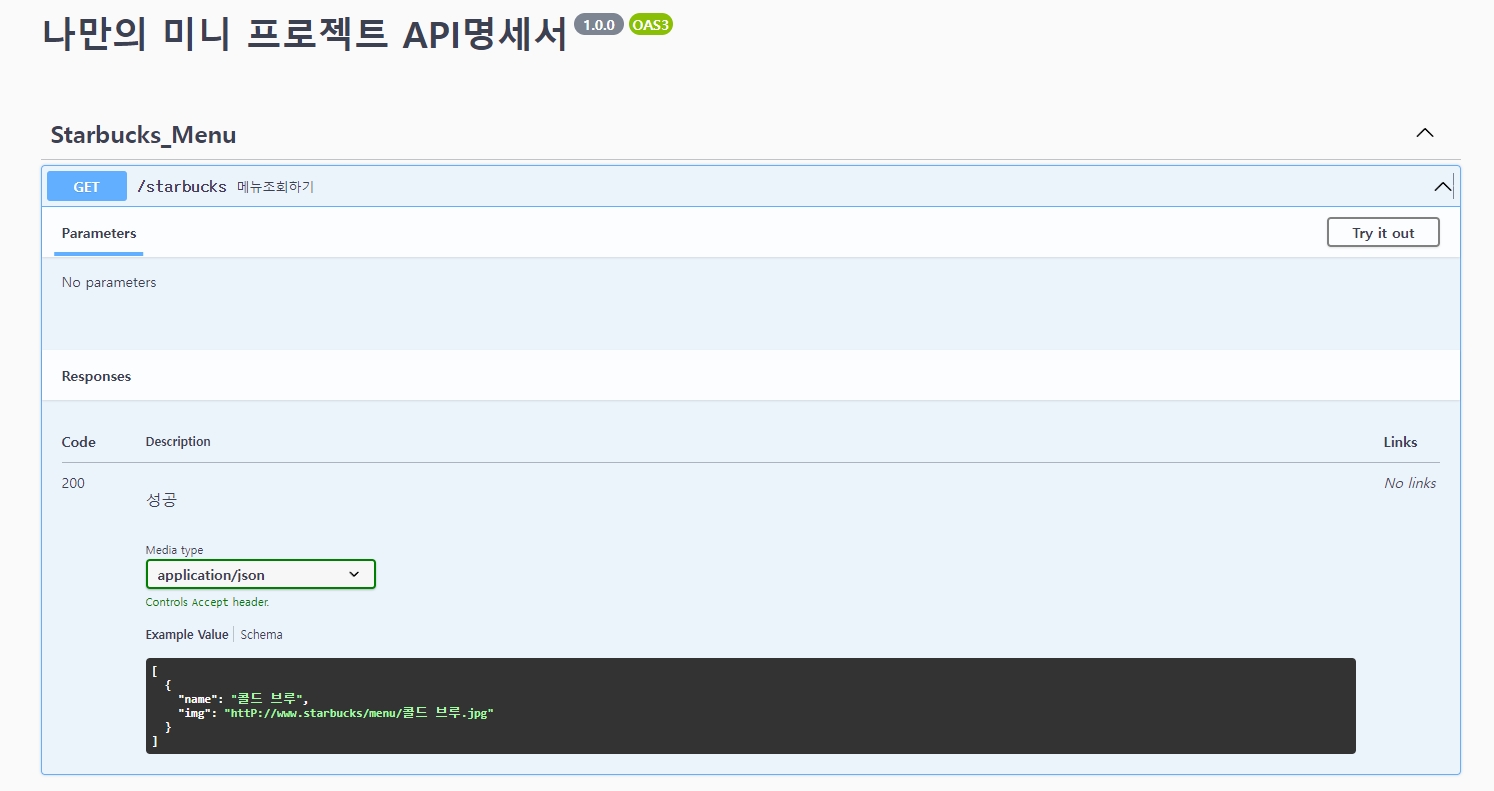 나만의 미니 프로젝트 API명세서 1.0.0 OAS3
Starbucks_Menu
GET /starbucks 메뉴조회하기
Parameters Try it out
No parameters
Responses
Code Description Links
200 성공 No links
Media type
application/json
Controls Accept header.
Example Value Schema
[
{
"name": "콜드 브루",
"img": "httP://www.starbucks/menu/콜드 브루.jpg"
}
]